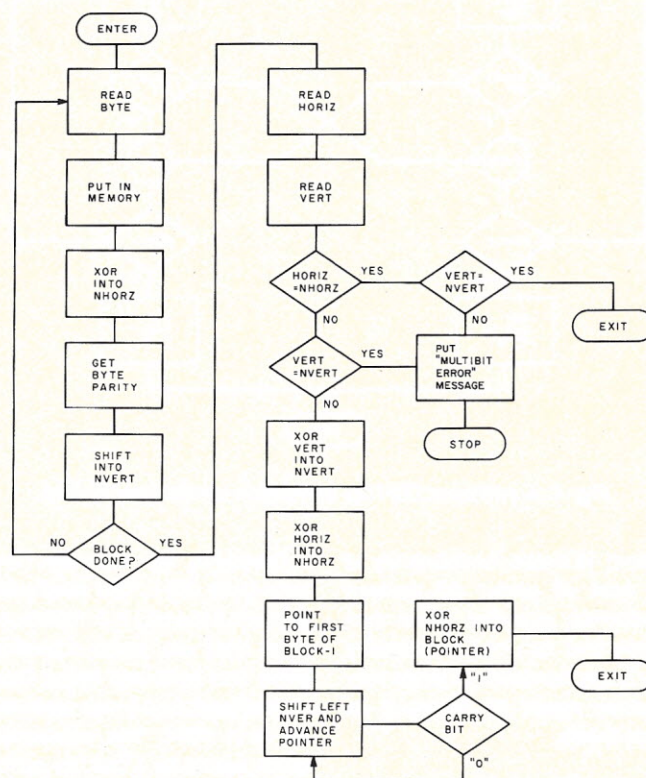 ENTER
READ
BYTE
PUT IN
MEMORY
XOR
INTO
NHORZ
GET
BYTE
PARITY
SHIFT
INTO
NVERT
NO
BLOCK
DONE?
YES
READ
HORIZ
READ
VERT
HORIZ
=NHORZ
YES
NO
VERT=
NVERT
YES
NO
EXIT
VERT
=NVERT
YES
NO
PUT
"MULTIBIT
ERROR"
MESSAGE
STOP
XOR
VERT
INTO
NVERT
XOR
HORIZ
INTO
NHORZ
POINT
TO FIRST
BYTE OF
BLOCK-1
SHIFT LEFT
NVER AND
ADVANCE
POINTER
CARRY
BIT
"1"
"0"
XOR
NHORZ INTO
BLOCK
(POINTER)
EXIT